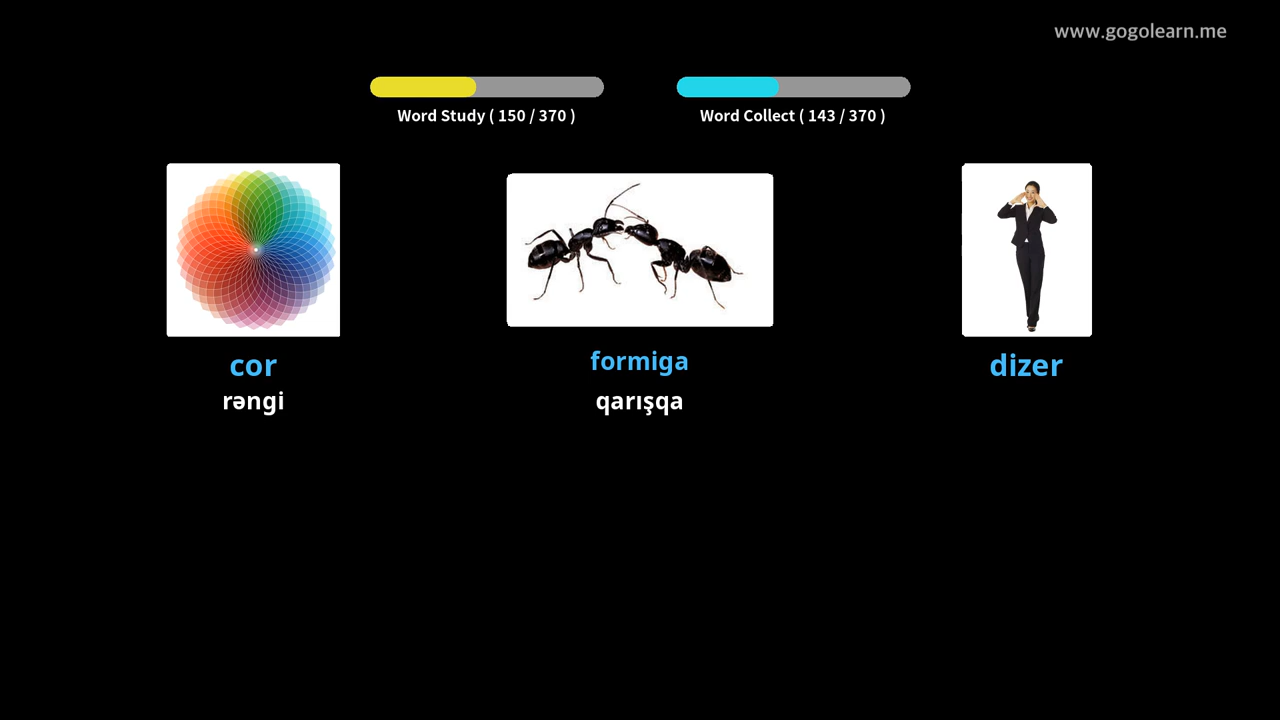 www.gogolearn.me
Word Study ( 150 / 370 )
Word Collect ( 143 / 370 )
cor
rəngi
formiga
qarışqa
dizer